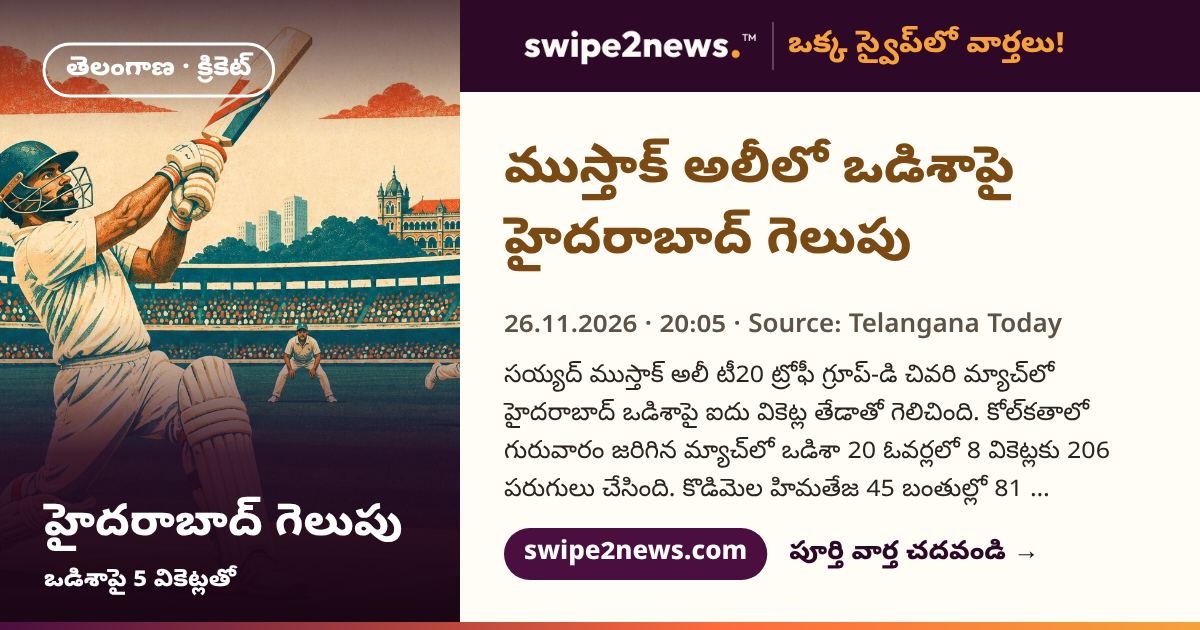 తెలంగాణ · క్రికెట్
హైదరాబాద్ గెలుపు
ఒడిశాపై 5 వికెట్లతో
swipe2news.™ ఒక్క స్వైప్‌లో వార్తలు!
ముస్తాక్ అలీలో ఒడిశాపై
హైదరాబాద్ గెలుపు
26.11.2026 · 20:05 · Source: Telangana Today
సయ్యద్ ముస్తాక్ అలీ టీ20 ట్రోఫీ గ్రూప్-డి చివరి మ్యాచ్‌లో
హైదరాబాద్ ఒడిశాపై ఐదు వికెట్ల తేడాతో గెలిచింది. కోల్‌కతాలో
గురువారం జరిగిన మ్యాచ్‌లో ఒడిశా 20 ఓవర్లలో 8 వికెట్లకు 206
పరుగులు చేసింది. కొడిమెల హిమతేజ 45 బంతుల్లో 81 ...
swipe2news.com పూర్తి వార్త చదవండి →